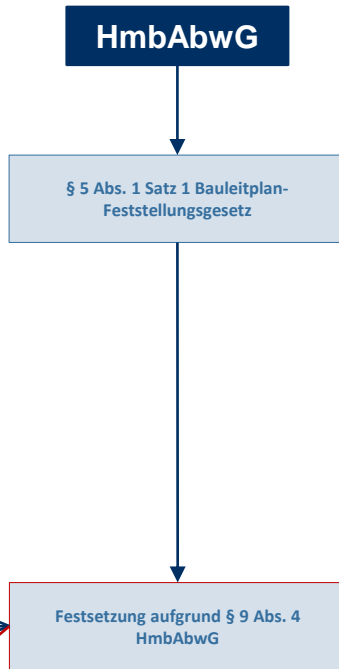 HmbAbwG
§ 5 Abs. 1 Satz 1 Bauleitplan-
Feststellungsgesetz
Festsetzung aufgrund § 9 Abs. 4
HmbAbwG